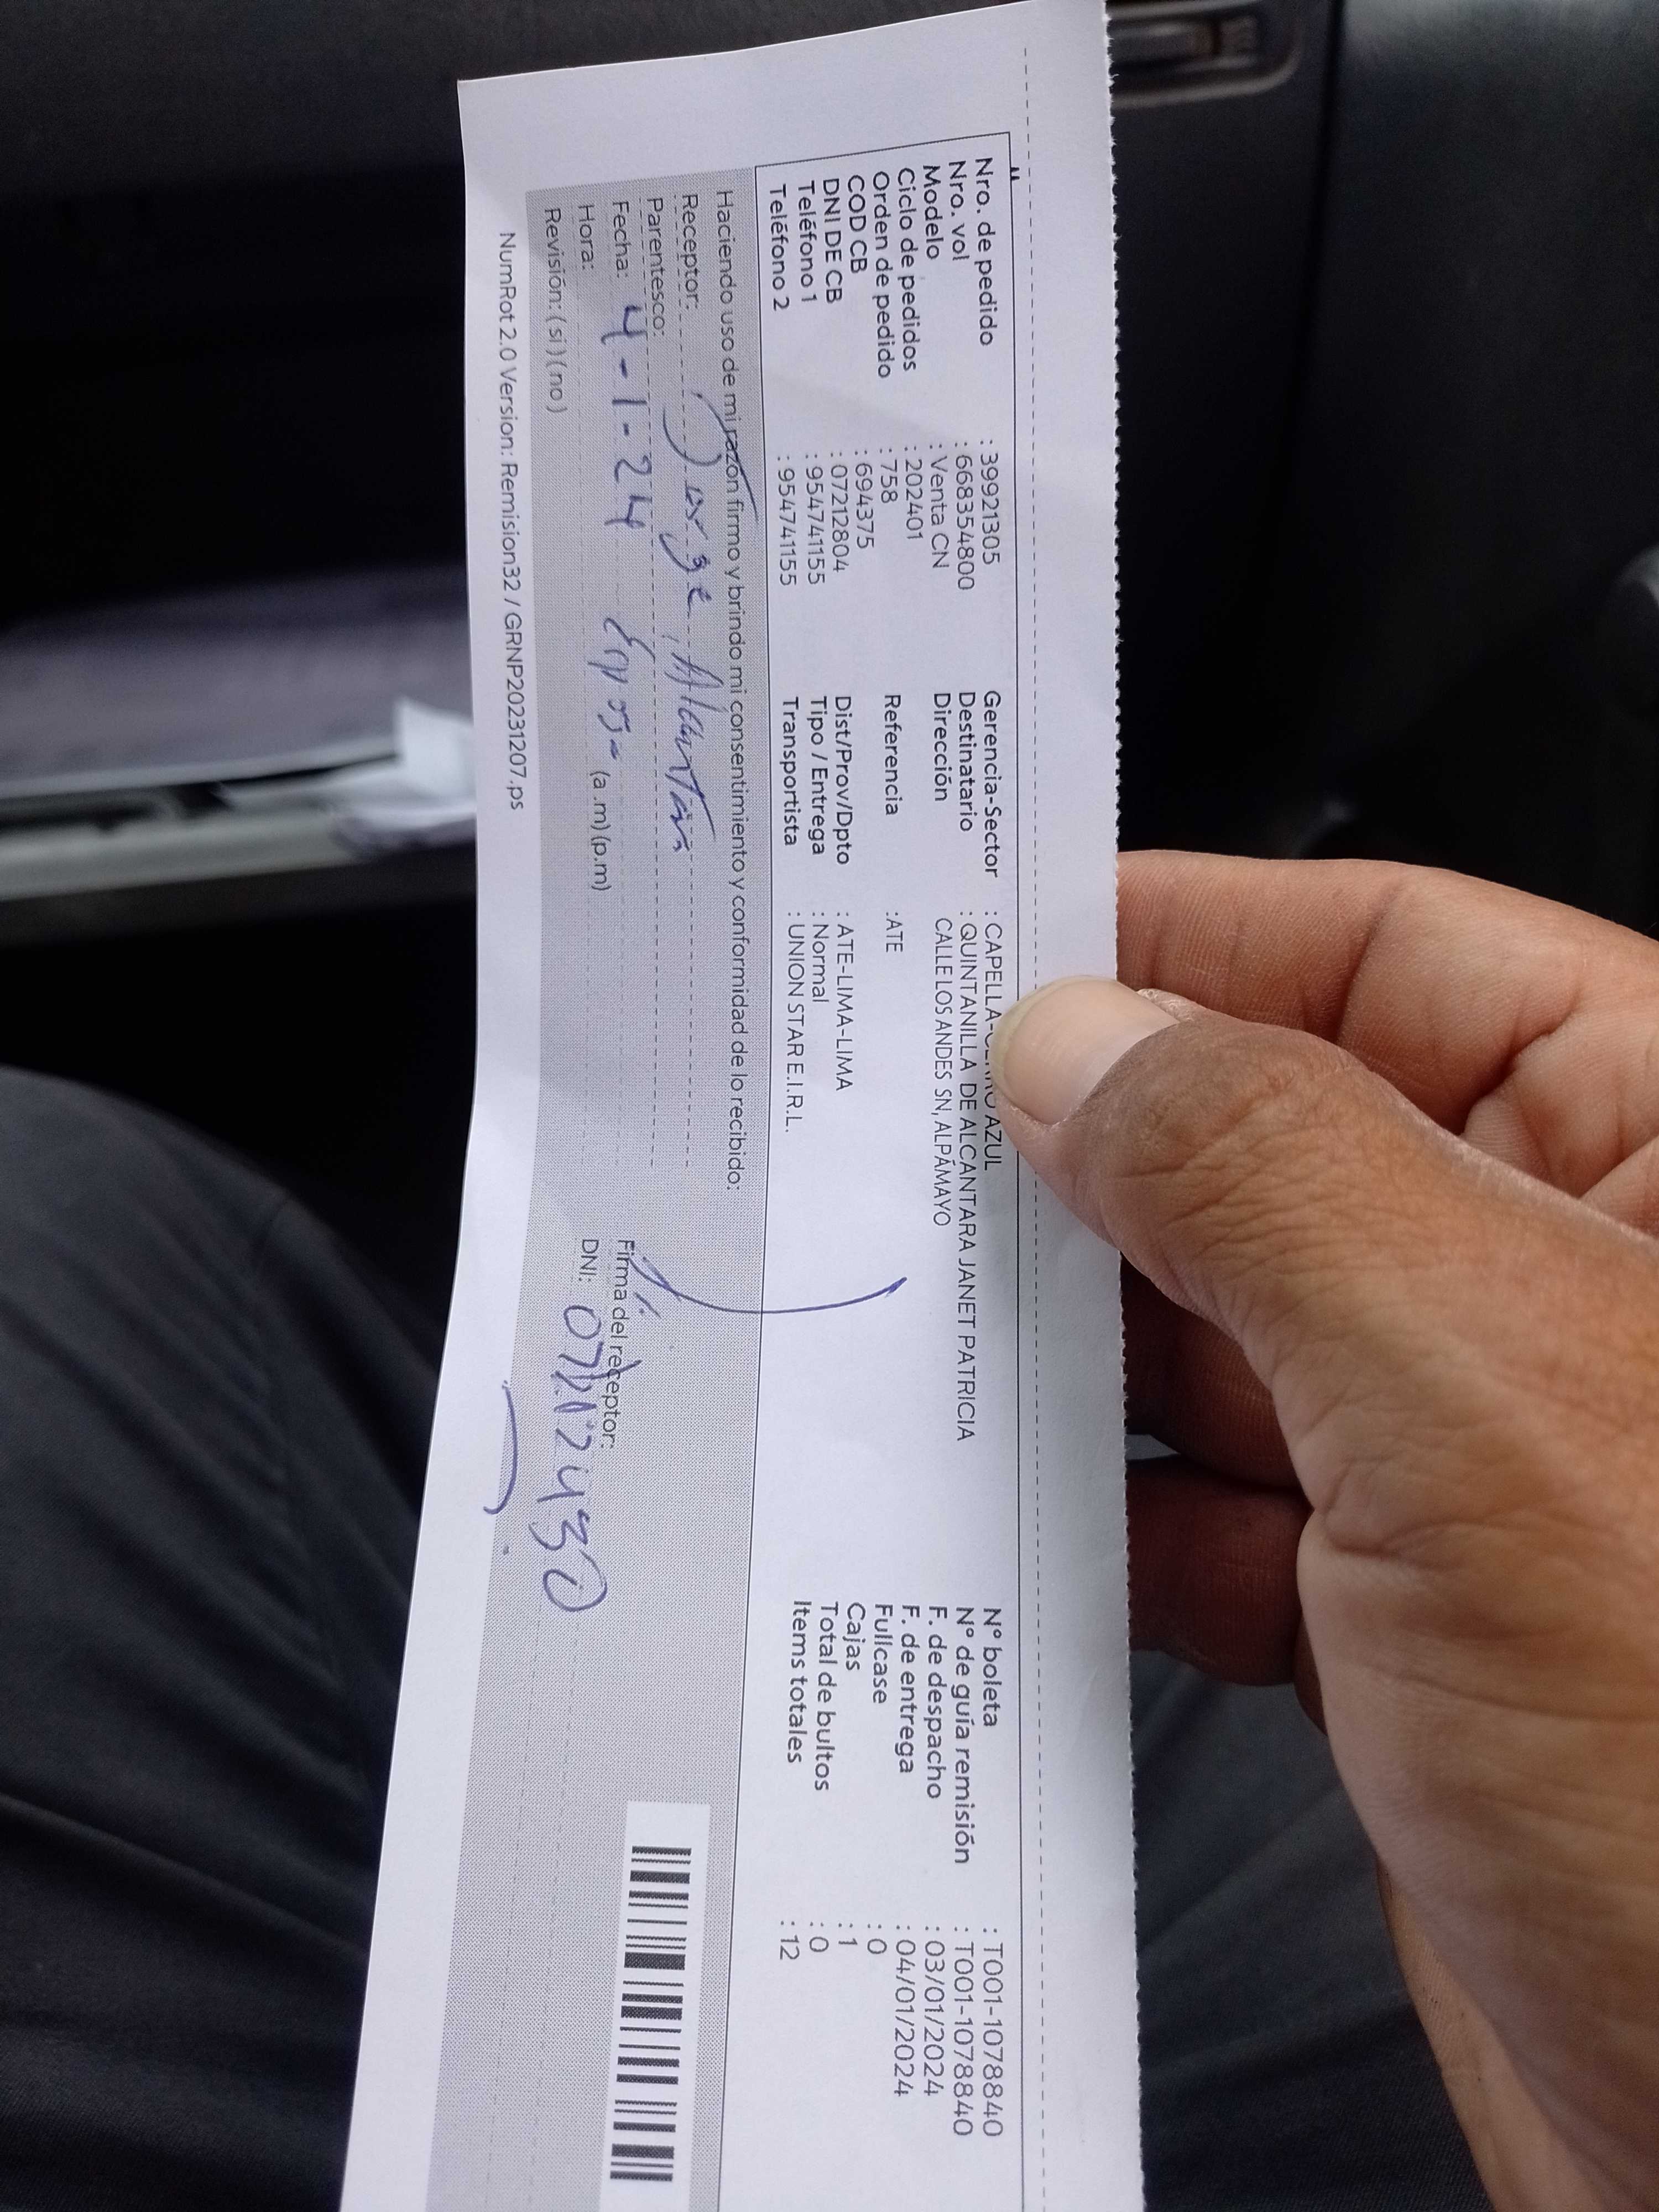 Nro. de pedido : 39921305
Nro. vol : 668354800
Modelo : Venta CN
Ciclo de pedidos : 202401
Orden de pedido : 758
COD CB : 694375
DNI DE CB : 07212804
Teléfono 1 : 954741155
Teléfono 2 : 954741155
Gerencia-Sector : CAPELLA- AZUL
Destinatario : QUINTANILLA DE ALCANTARA JANET PATRICIA
Dirección CALLE LOS ANDES SN, ALPÁMAYO
Referencia :ATE
Dist/Prov/Dpto : ATE-LIMA-LIMA
Tipo / Entrega : Normal
Transportista : UNION STAR E.I.R.L.
N° boleta : T001-1078840
N° de guía remisión : T001-1078840
F. de despacho : 03/01/2024
F. de entrega : 04/01/2024
Fullcase : 0
Cajas : 1
Total de bultos : 0
Items totales : 12
Haciendo uso de mi razón firmo y brindo mi consentimiento y conformidad de lo recibido:
Receptor: Jorge
Parentesco:
Fecha: 4-1-24
Hora: (a.m) (p.m)
Revisión: ( si ) ( no )
Firma del receptor:
DNI:
NumRot 2.0 Version: Remision32 / GRNP20231207.ps